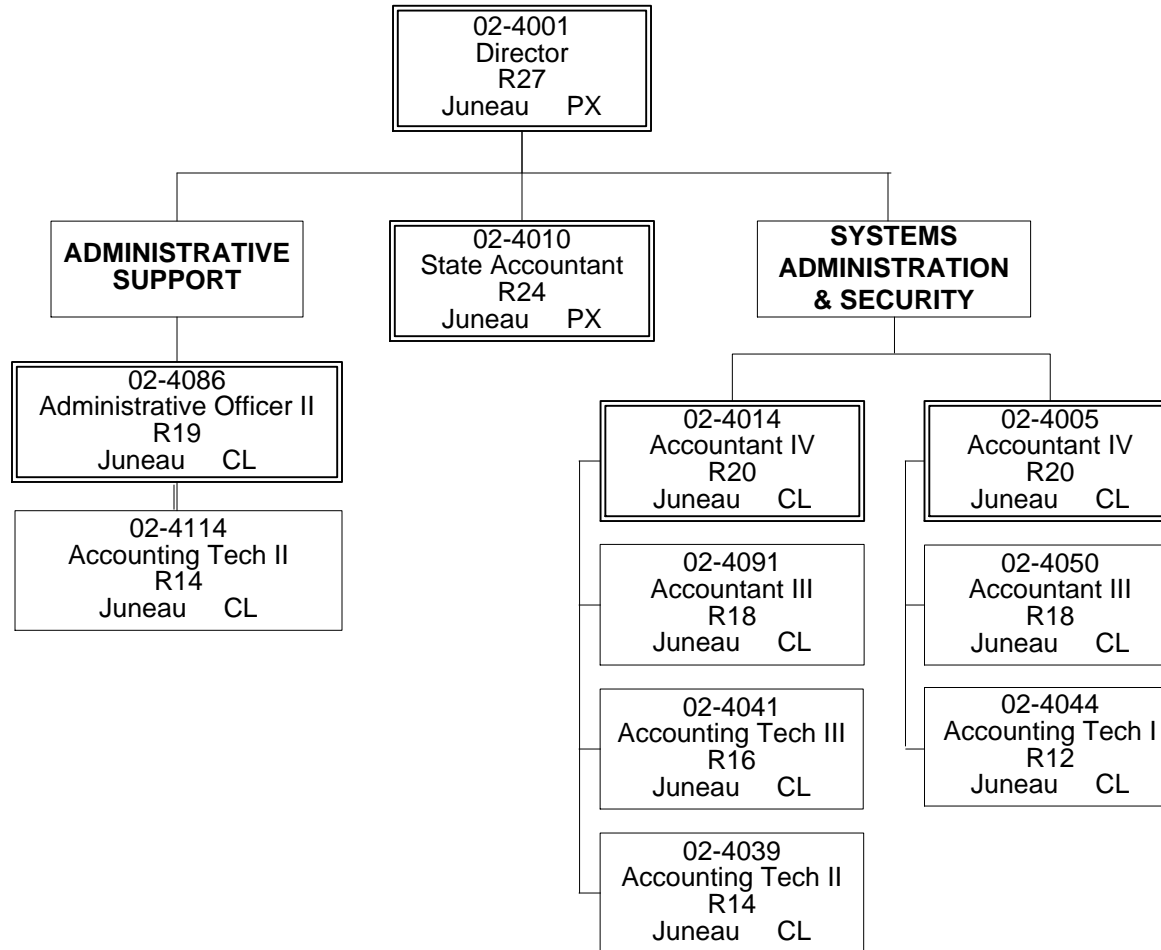 02-4001
Director
R27
Juneau PX
ADMINISTRATIVE
SUPPORT
02-4010
State Accountant
R24
Juneau PX
SYSTEMS
ADMINISTRATION
& SECURITY
02-4086
Administrative Officer II
R19
Juneau CL
02-4114
Accounting Tech II
R14
Juneau CL
02-4014
Accountant IV
R20
Juneau CL
02-4091
Accountant III
R18
Juneau CL
02-4041
Accounting Tech III
R16
Juneau CL
02-4039
Accounting Tech II
R14
Juneau CL
02-4005
Accountant IV
R20
Juneau CL
02-4050
Accountant III
R18
Juneau CL
02-4044
Accounting Tech I
R12
Juneau CL